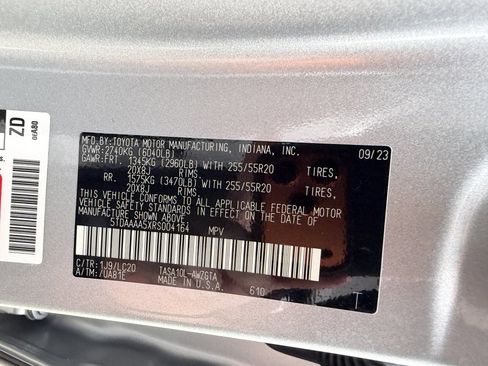 ZD
0EA80
MFD.BY:TOYOTA MOTOR MANUFACTURING, INDIANA, INC.
GVWR:2740KG (6040LB) 09/23
GAWR:FRT. 1345KG (2960LB) WITH 255/55R20 TIRES,
20X8J RIMS
RR. 1575KG (3470LB) WITH 255/55R20 TIRES,
20X8J RIMS
THIS VEHICLE CONFORMS TO ALL APPLICABLE FEDERAL MOTOR
VEHICLE SAFETY STANDARDS IN EFFECT ON THE DATE OF
MANUFACTURE SHOWN ABOVE.
5TDAAAA5XRS004164 MPV
C/TR:1J9/LC20 TASA10L-AWZGTA
A/TM:/UA81E MADE IN U.S.A. 610 T